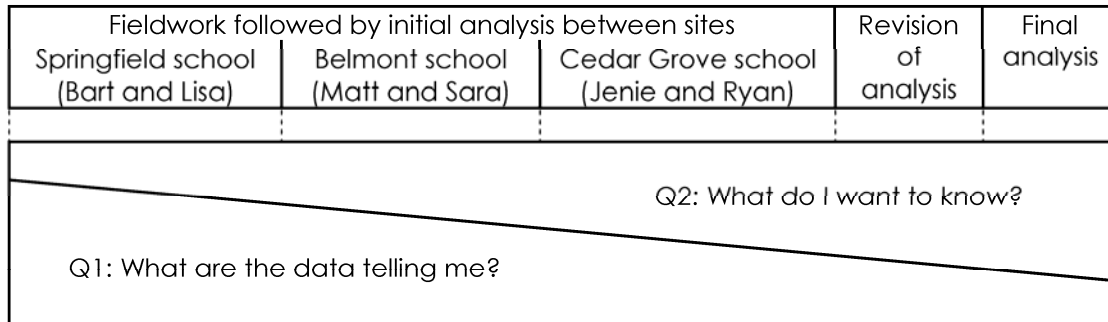 Fieldwork followed by initial analysis between sites
Springfield school
(Bart and Lisa)
Belmont school
(Matt and Sara)
Cedar Grove school
(Jenie and Ryan)
Revision
of
analysis
Final
analysis
Q2: What do I want to know?
Q1: What are the data telling me?